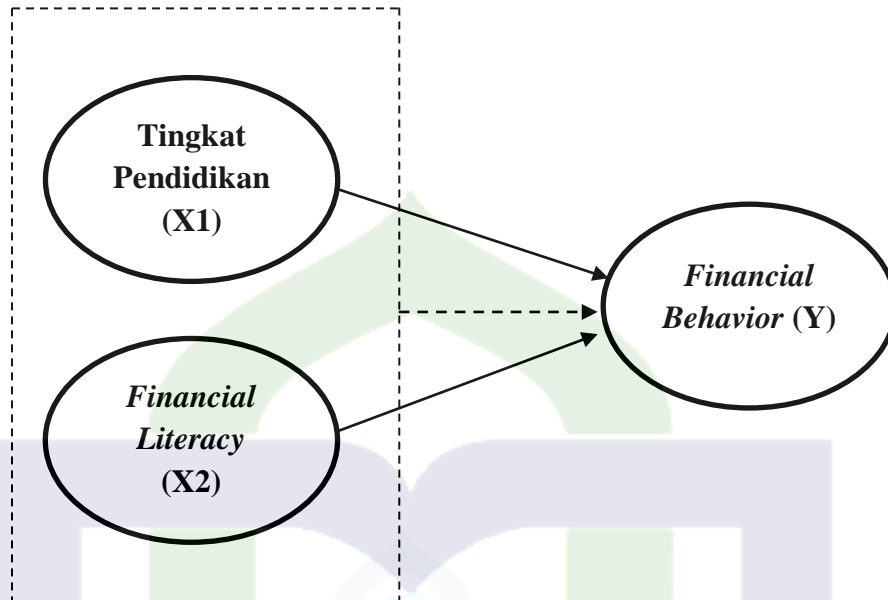 Tingkat
Pendidikan
(X1)
Financial
Behavior (Y)
Financial
Literacy
(X2)